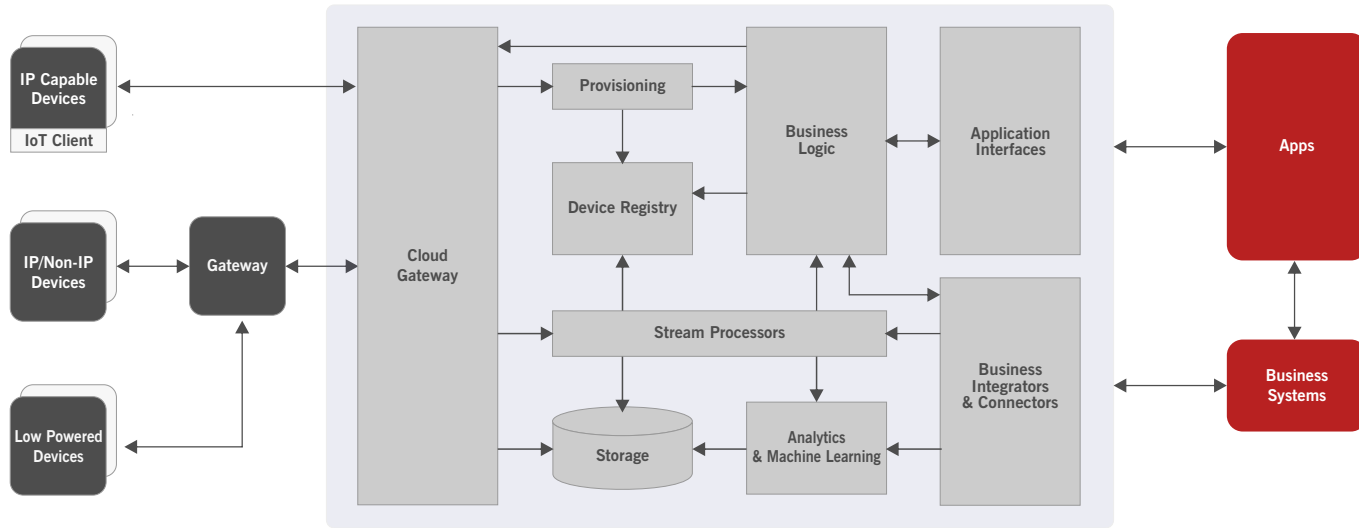 IP Capable
Devices
IoT Client
IP/Non-IP
Devices
Low Powered
Devices
Gateway
Cloud
Gateway
Provisioning
Device Registry
Stream Processors
Storage
Business
Logic
Analytics
& Machine Learning
Application
Interfaces
Business
Integrators
& Connectors
Apps
Business
Systems